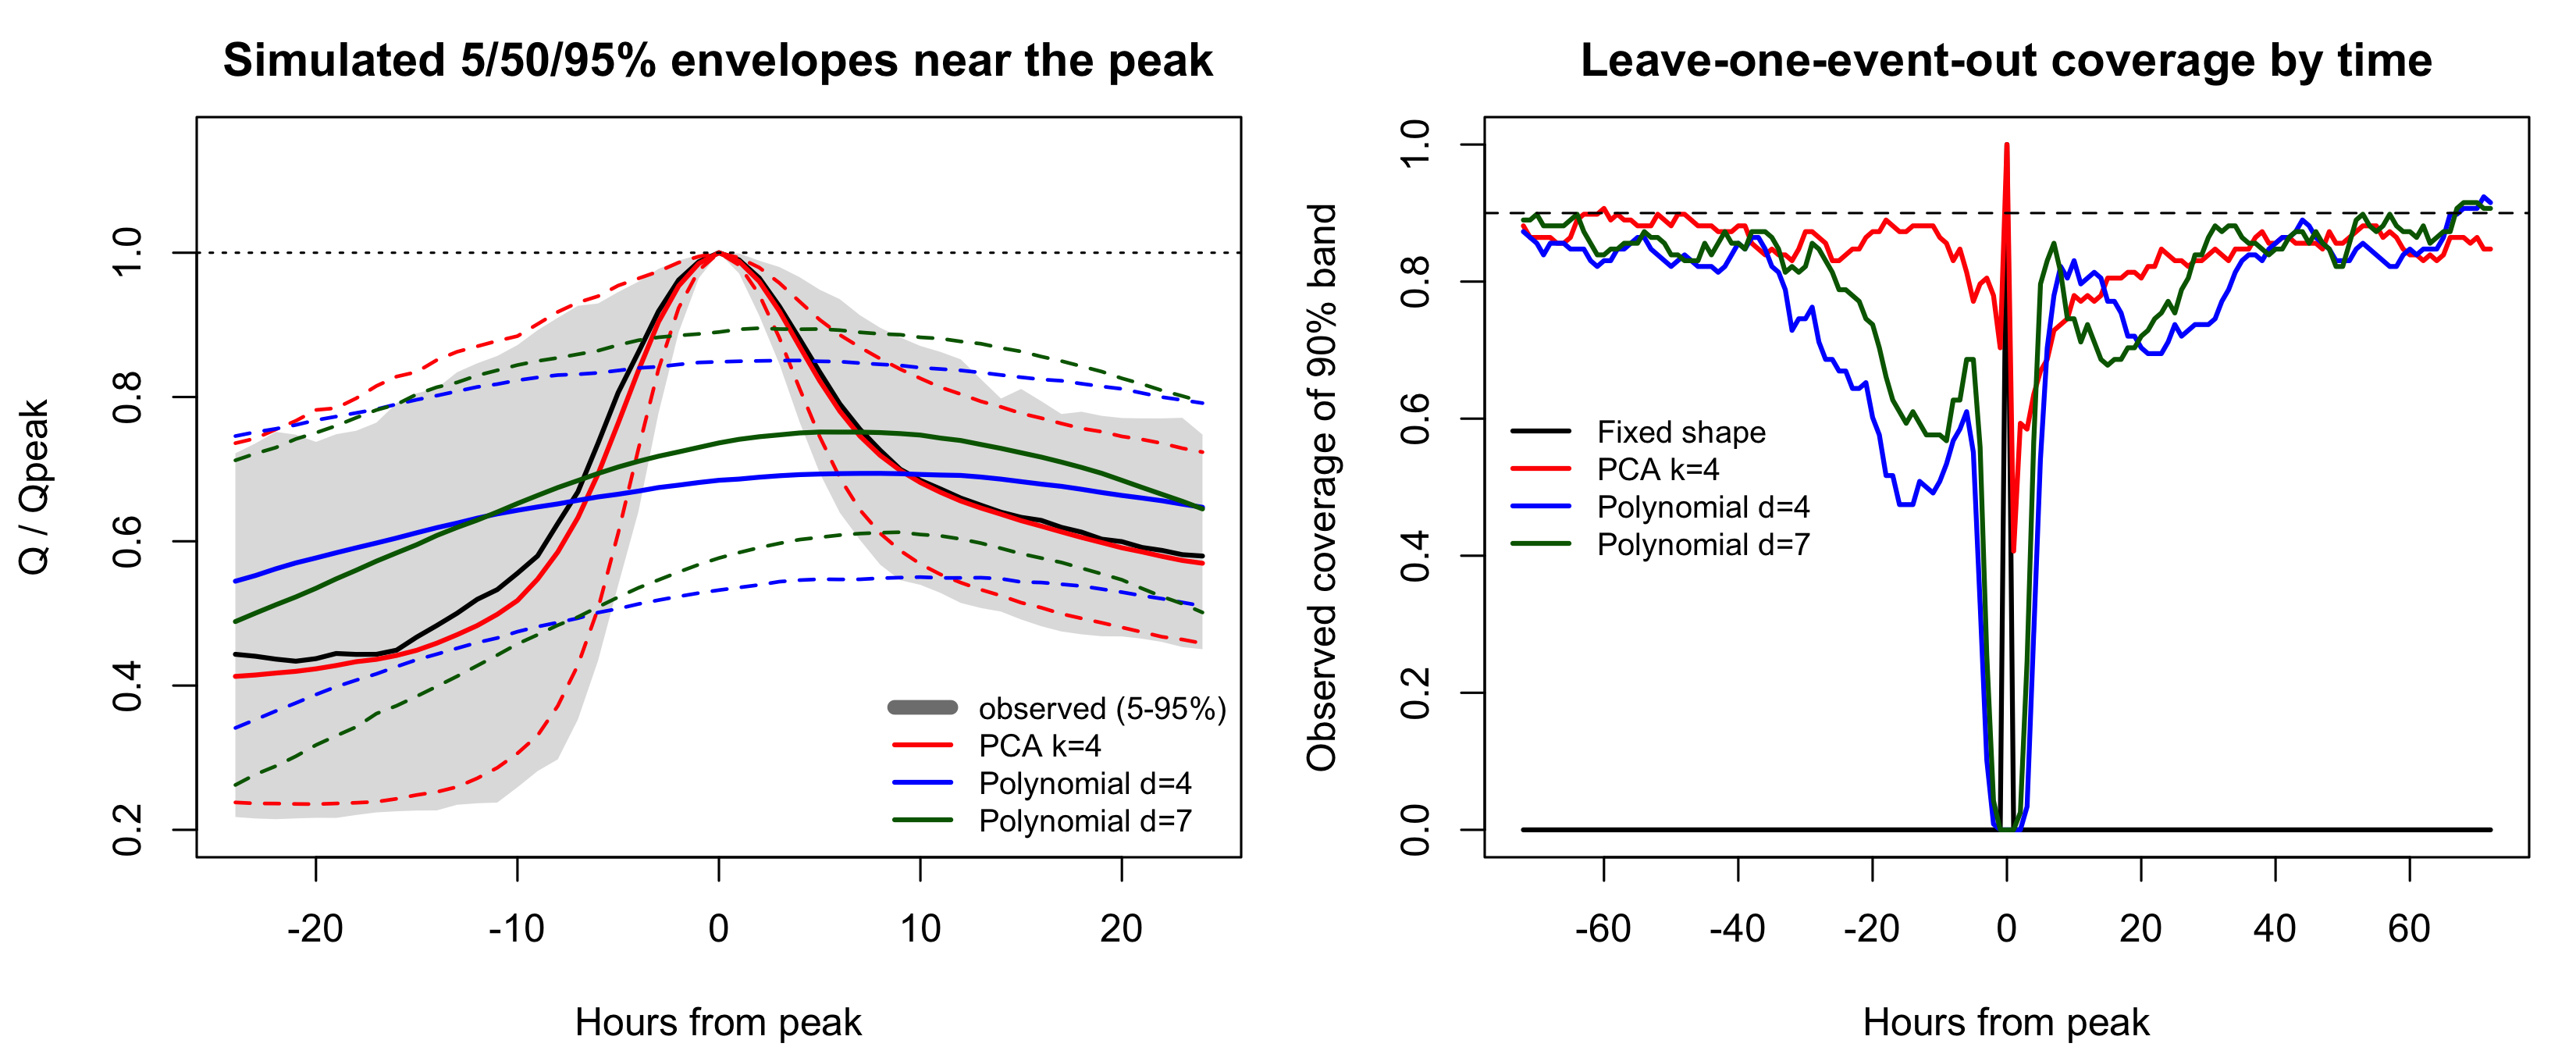 Simulated 5/50/95% envelopes near the peak
Q / Qpeak
1.0
0.8
0.6
0.4
0.2
observed (5-95%)
PCA k=4
Polynomial d=4
Polynomial d=7
-20 -10 0 10 20
Hours from peak
Leave-one-event-out coverage by time
Observed coverage of 90% band
1.0
0.8
0.6
0.4
0.2
0.0
Fixed shape
PCA k=4
Polynomial d=4
Polynomial d=7
-60 -40 -20 0 20 40 60
Hours from peak